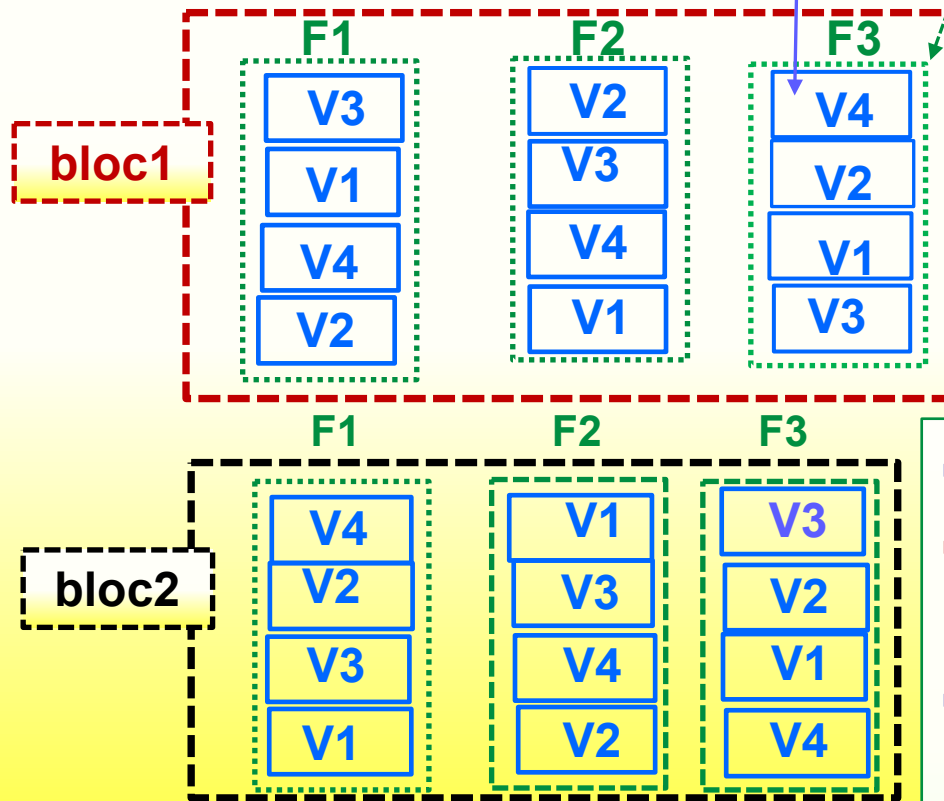 F1 F2 F3
bloc1
V3 V2 V4
V1 V3 V2
V4 V4 V1
V2 V1 V3
F1 F2 F3
bloc2
V4 V1 V3
V2 V3 V2
V3 V4 V1
V1 V2 V4